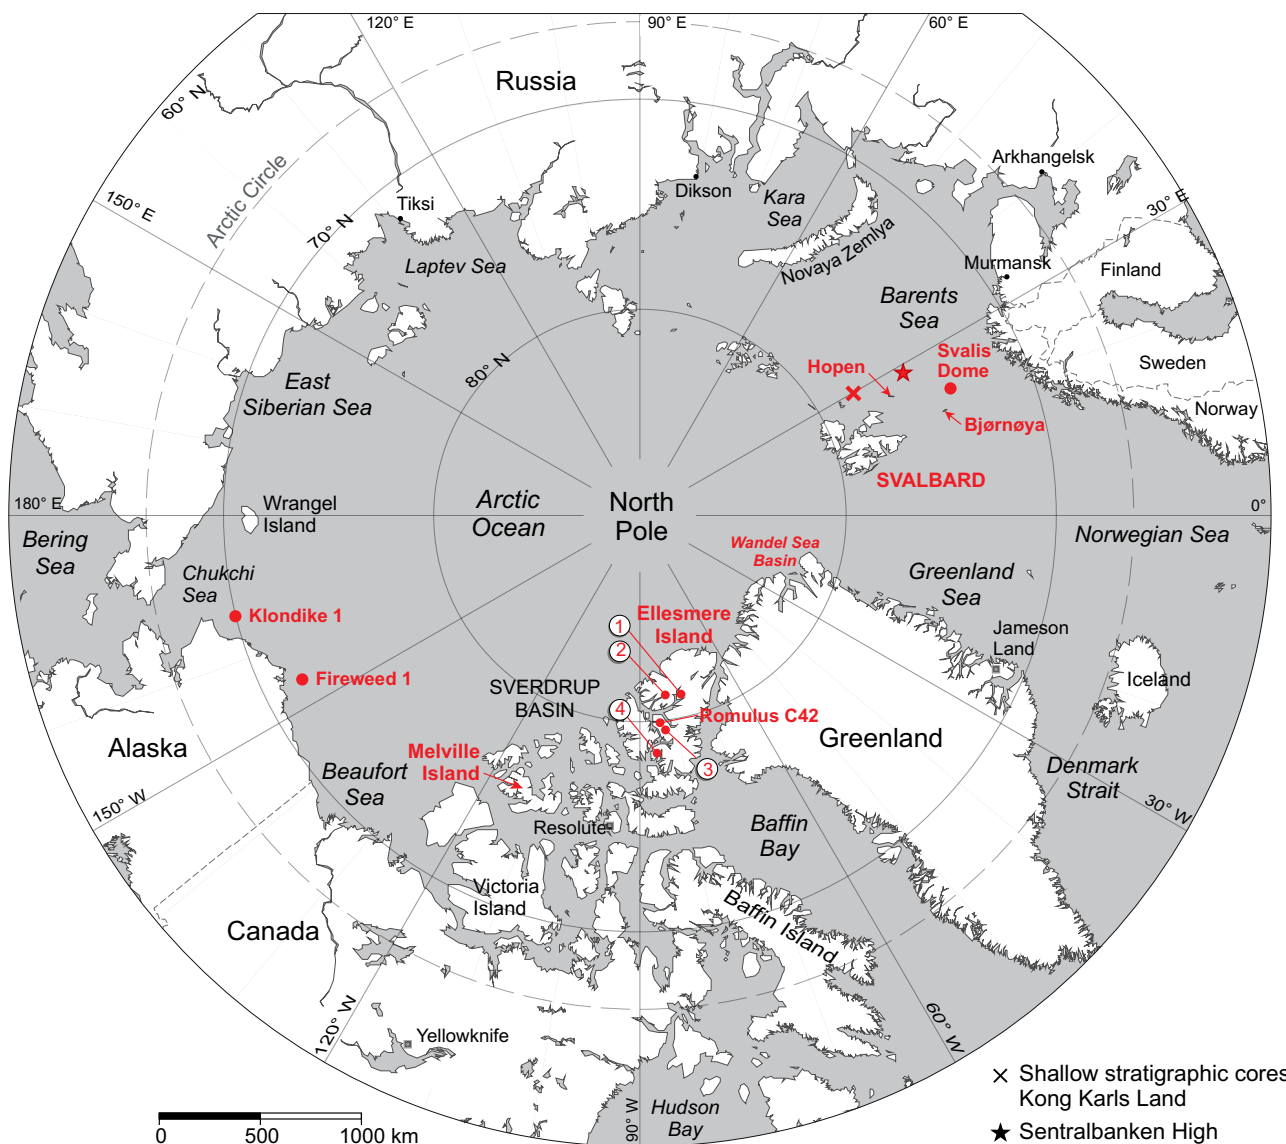 120° E
90° E
60° E
Russia
60° N
Arctic Circle
150° E
70° N
Tiksi
Laptev Sea
Dikson
Kara
Sea
Novaya Zemlya
Arkhangelsk
30° E
Murmansk
Finland
Barents
Sea
Sweden
Norway
80° N
East
Siberian Sea
Hopen
Svalis
Dome
Bjørnøya
SVALBARD
180° E
Wrangel
Island
Arctic
Ocean
North
Pole
0°
Bering
Sea
Chukchi
Sea
Norwegian Sea
Wandel Sea
Basin
Greenland
Sea
Klondike 1
Ellesmere
Island
1
2
Jameson
Land
Iceland
Fireweed 1
SVERDRUP
BASIN
4
Romulus C42
3
Alaska
Melville
Island
Greenland
Beaufort
Sea
Denmark
Strait
150° W
30° W
Resolute
Baffin
Bay
Victoria
Island
Baffin Island
Canada
120° W
Yellowknife
60° W
90° W
Hudson
Bay
Shallow stratigraphic cores
Kong Karls Land
Sentralbanken High
0 500 1000 km